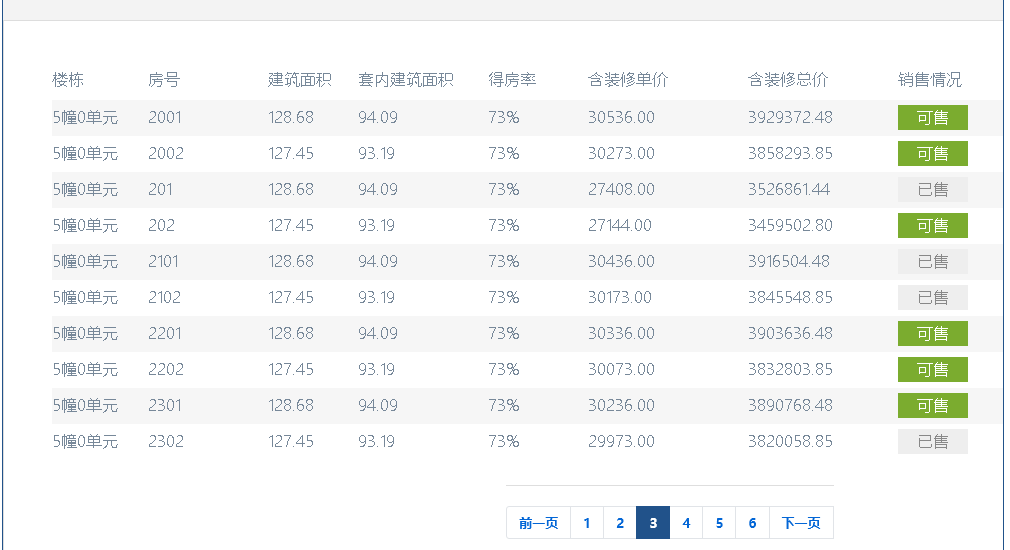 楼栋 房号 建筑面积 套内建筑面积 得房率 含装修单价 含装修总价 销售情况
5幢0单元 2001 128.68 94.09 73% 30536.00 3929372.48 可售
5幢0单元 2002 127.45 93.19 73% 30273.00 3858293.85 可售
5幢0单元 201 128.68 94.09 73% 27408.00 3526861.44 已售
5幢0单元 202 127.45 93.19 73% 27144.00 3459502.80 可售
5幢0单元 2101 128.68 94.09 73% 30436.00 3916504.48 已售
5幢0单元 2102 127.45 93.19 73% 30173.00 3845548.85 已售
5幢0单元 2201 128.68 94.09 73% 30336.00 3903636.48 可售
5幢0单元 2202 127.45 93.19 73% 30073.00 3832803.85 可售
5幢0单元 2301 128.68 94.09 73% 30236.00 3890768.48 可售
5幢0单元 2302 127.45 93.19 73% 29973.00 3820058.85 已售
前一页 1 2 3 4 5 6 下一页